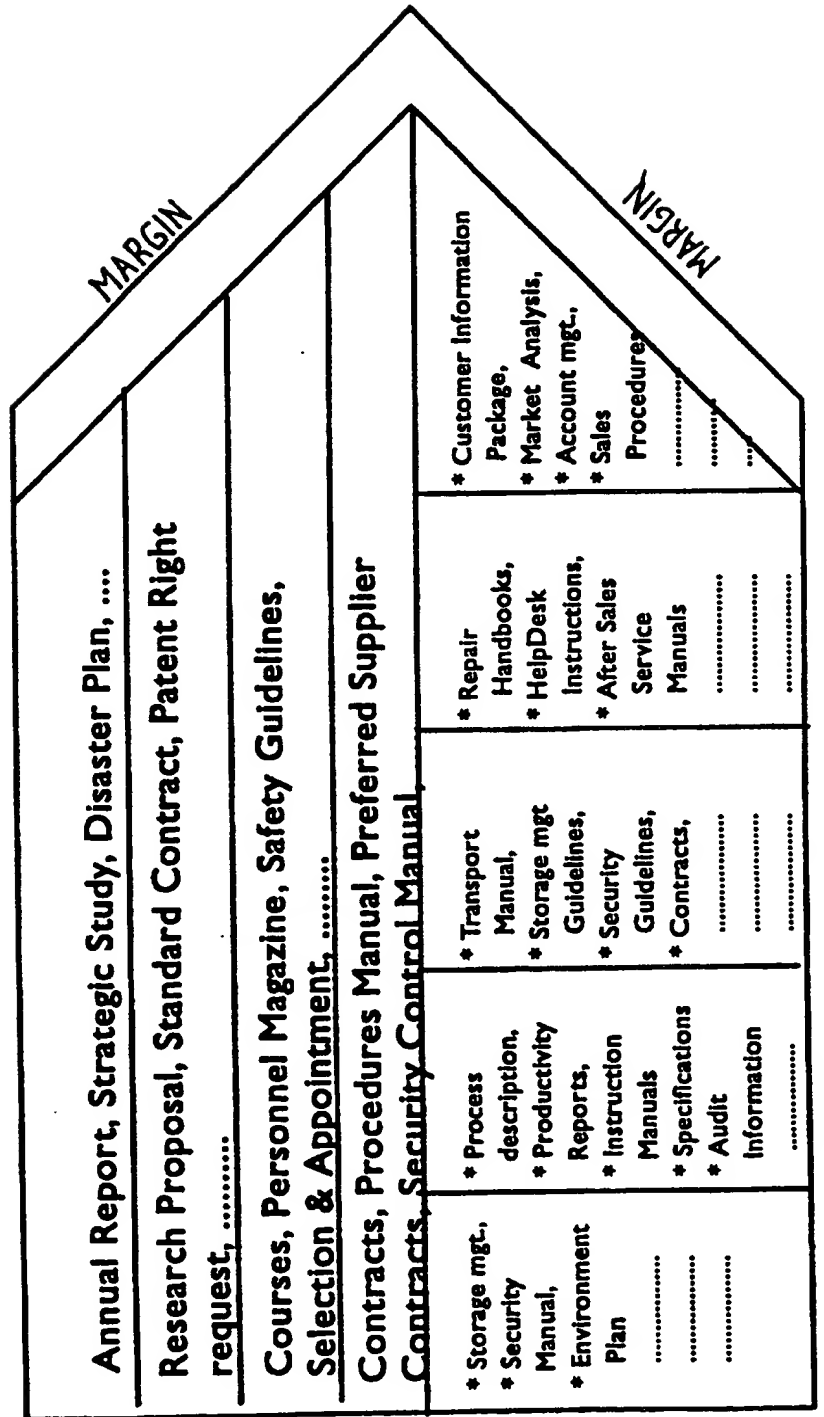 MARGIN
Annual Report, Strategic Study, Disaster Plan, ....
Research Proposal, Standard Contract, Patent Right
request, ..........
Courses, Personnel Magazine, Safety Guidelines,
Selection & Appointment, .........
Contracts, Procedures Manual, Preferred Supplier
Contracts, Security Control Manual,
* Storage mgt.,
* Security
Manual,
* Environment
Plan
..................
..................
..................
* Process
description,
* Productivity
Reports,
* Instruction
Manuals
* Specifications
* Audit
Information
..................
* Transport
Manual,
* Storage mgt
Guidelines,
* Security
Guidelines,
* Contracts,
.....................
.....................
.....................
* Repair
Handbooks,
* HelpDesk
Instructions,
* After Sales
Service
Manuals
.....................
.....................
.....................
* Customer Information
Package,
* Market Analysis,
* Account mgt.,
* Sales
Procedures
.................
.........
.....
MARGIN